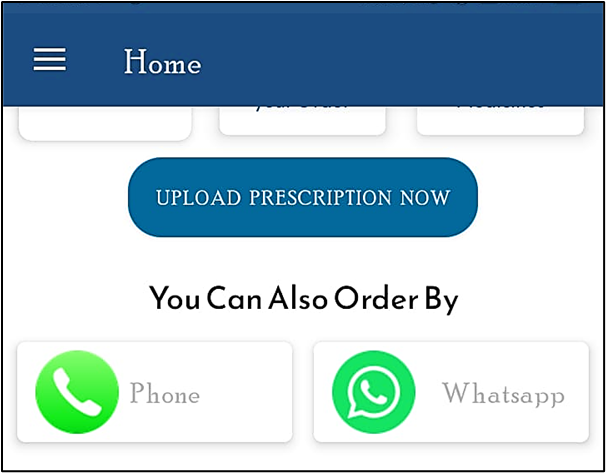 Home
UPLOAD PRESCRIPTION NOW
You Can Also Order By
Phone
Whatsapp